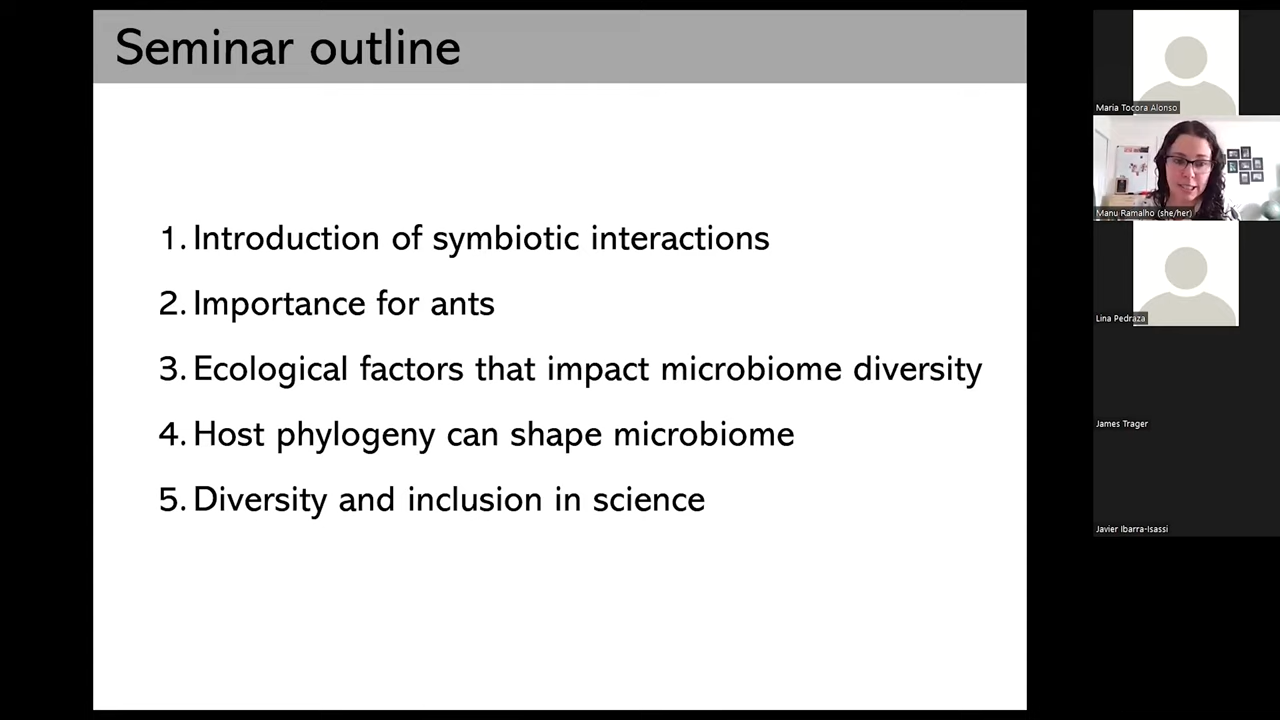 Seminar outline
1. Introduction of symbiotic interactions
2. Importance for ants
3. Ecological factors that impact microbiome diversity
4. Host phylogeny can shape microbiome
5. Diversity and inclusion in science
Maria Tocora Alonso
Manu Ramalho (she/her)
Lina Pedraza
James Trager
Javier Ibarra-Isassi